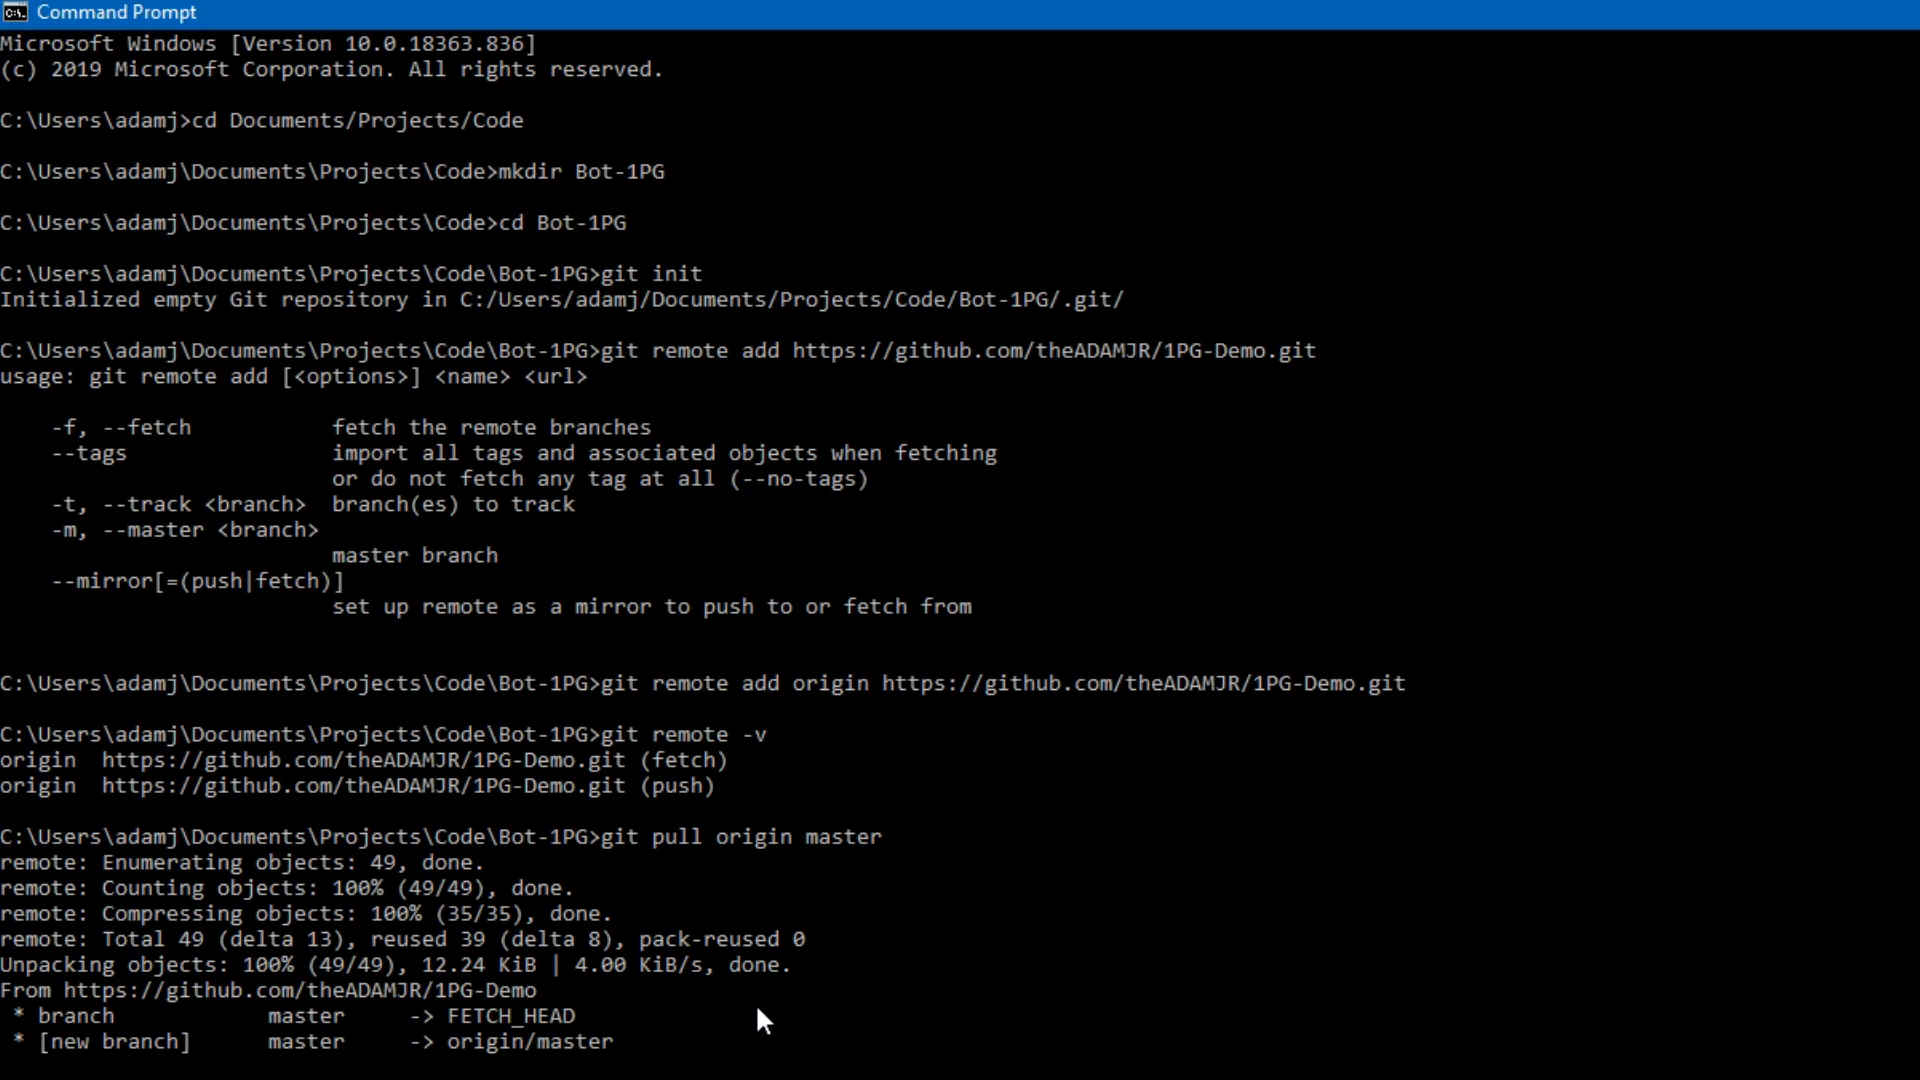 Command Prompt
Microsoft Windows [Version 10.0.18363.836]
(c) 2019 Microsoft Corporation. All rights reserved.
C:\Users\adamj>cd Documents/Projects/Code
C:\Users\adamj\Documents\Projects\Code>mkdir Bot-1PG
C:\Users\adamj\Documents\Projects\Code>cd Bot-1PG
C:\Users\adamj\Documents\Projects\Code\Bot-1PG>git init
Initialized empty Git repository in C:/Users/adamj/Documents/Projects/Code/Bot-1PG/.git/
C:\Users\adamj\Documents\Projects\Code\Bot-1PG>git remote add https://github.com/theADAMJR/1PG-Demo.git
usage: git remote add [<options>] <name> <url>
    -f, --fetch           fetch the remote branches
    --tags                import all tags and associated objects when fetching
                          or do not fetch any tag at all (--no-tags)
    -t, --track <branch>  branch(es) to track
    -m, --master <branch>
                          master branch
    --mirror[=(push|fetch)]
                          set up remote as a mirror to push to or fetch from
C:\Users\adamj\Documents\Projects\Code\Bot-1PG>git remote add origin https://github.com/theADAMJR/1PG-Demo.git
C:\Users\adamj\Documents\Projects\Code\Bot-1PG>git remote -v
origin  https://github.com/theADAMJR/1PG-Demo.git (fetch)
origin  https://github.com/theADAMJR/1PG-Demo.git (push)
C:\Users\adamj\Documents\Projects\Code\Bot-1PG>git pull origin master
remote: Enumerating objects: 49, done.
remote: Counting objects: 100% (49/49), done.
remote: Compressing objects: 100% (35/35), done.
remote: Total 49 (delta 13), reused 39 (delta 8), pack-reused 0
Unpacking objects: 100% (49/49), 12.24 KiB | 4.00 KiB/s, done.
From https://github.com/theADAMJR/1PG-Demo
 * branch            master     -> FETCH_HEAD
 * [new branch]      master     -> origin/master